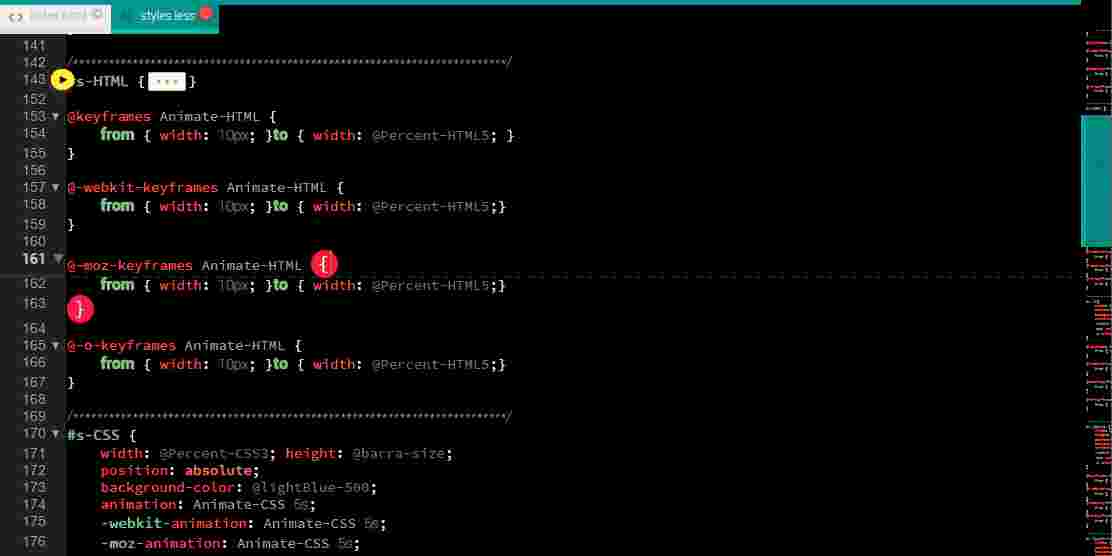 index.html
styles.less
141
142 /*************************************************************************/
143 #s-HTML { ... }
152
153 @keyframes Animate-HTML {
154 from { width: 10px; }to { width: @Percent-HTML5; }
155 }
156
157 @-webkit-keyframes Animate-HTML {
158 from { width: 10px; }to { width: @Percent-HTML5;}
159 }
160
161 @-moz-keyframes Animate-HTML {
162 from { width: 10px; }to { width: @Percent-HTML5;}
163 }
164
165 @-o-keyframes Animate-HTML {
166 from { width: 10px; }to { width: @Percent-HTML5;}
167 }
168
169 /*************************************************************************/
170 #s-CSS {
171 width: @Percent-CSS3; height: @bacra-size;
172 position: absolute;
173 background-color: @lightBlue-500;
174 animation: Animate-CSS 6s;
175 -webkit-animation: Animate-CSS 6s;
176 -moz-animation: Animate-CSS 6s;